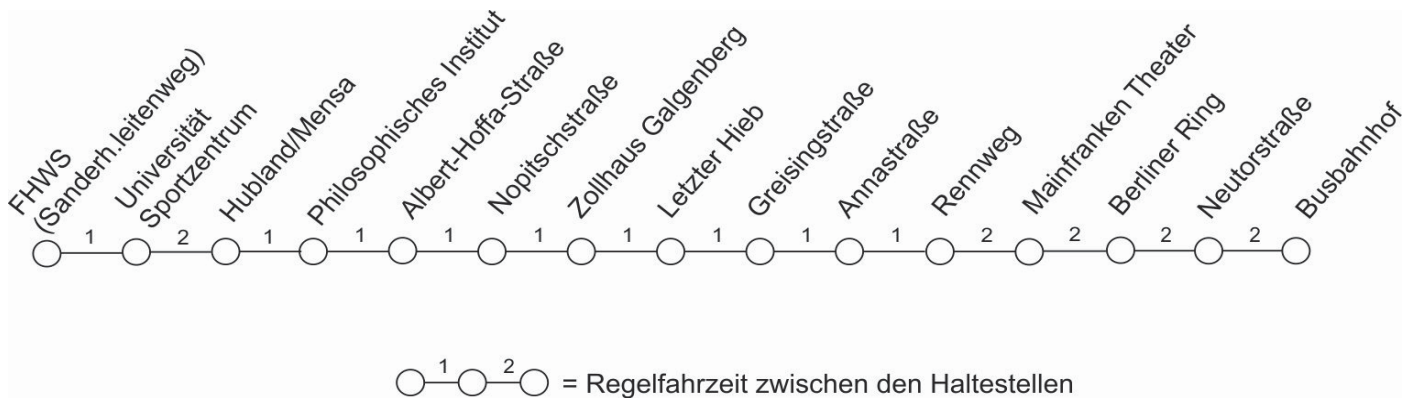 FHWS
(Sanderh.leitenweg)
Universität
Sportzentrum
Hubland/Mensa
Philosophisches Institut
Albert-Hoffa-Straße
Nopitschstraße
Zollhaus Galgenberg
Letzter Hieb
Greisingstraße
Annastraße
Rennweg
Mainfranken Theater
Berliner Ring
Neutorstraße
Busbahnhof
1 2 1 1 1 1 1 1 1 1 2 2 2 2
1 2 = Regelfahrzeit zwischen den Haltestellen